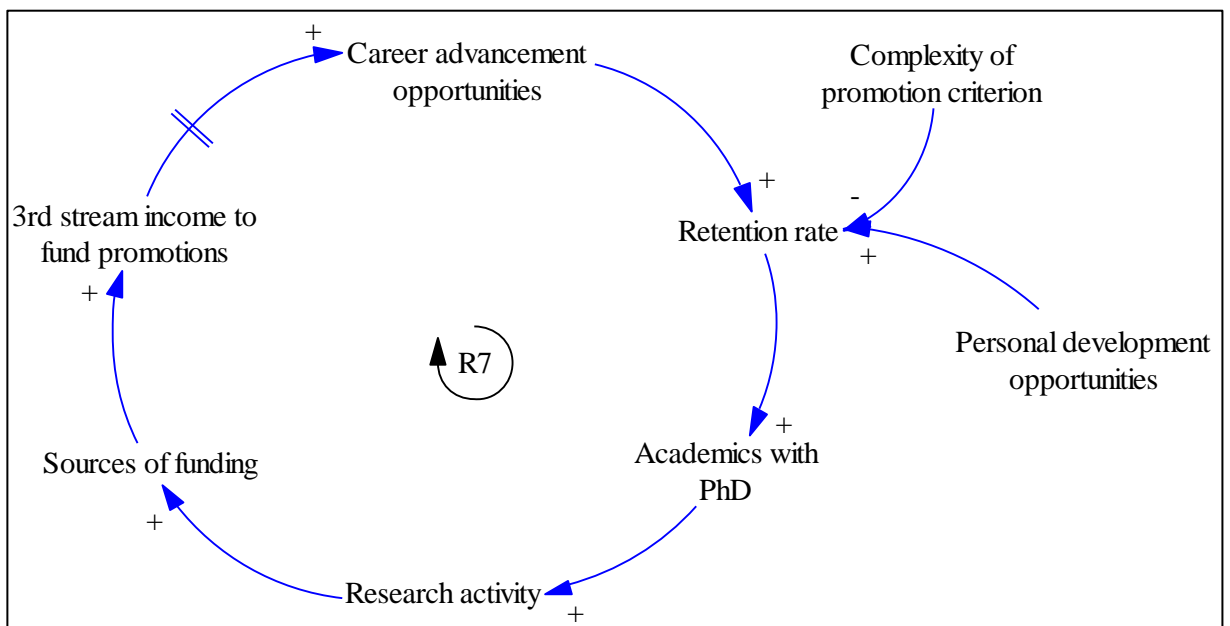 +
Career advancement
opportunities
Complexity of
promotion criterion
+
-
3rd stream income to
fund promotions
Retention rate
+
+
R7
Personal development
opportunities
+
Academics with
PhD
Sources of funding
+
Research activity
+